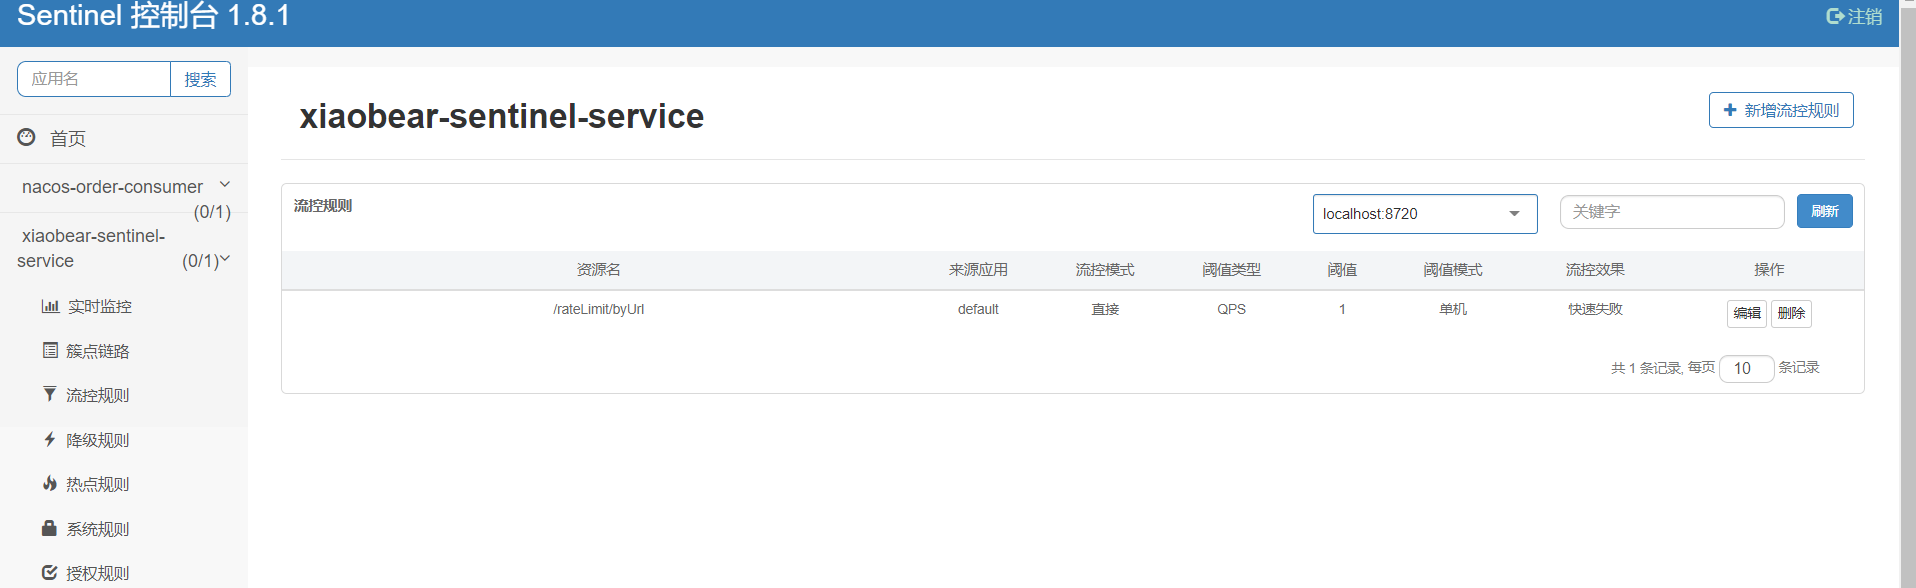 Sentinel 控制台 1.8.1
注销
应用名
搜索
首页
nacos-order-consumer
(0/1)
xiaobear-sentinel-
service
(0/1)
实时监控
簇点链路
流控规则
降级规则
热点规则
系统规则
授权规则
xiaobear-sentinel-service
新增流控规则
流控规则
localhost:8720
关键字
刷新
资源名 来源应用 流控模式 阈值类型 阈值 阈值模式 流控效果 操作
/rateLimit/byUrl default 直接 QPS 1 单机 快速失败 编辑 删除
共 1 条记录, 每页 10 条记录